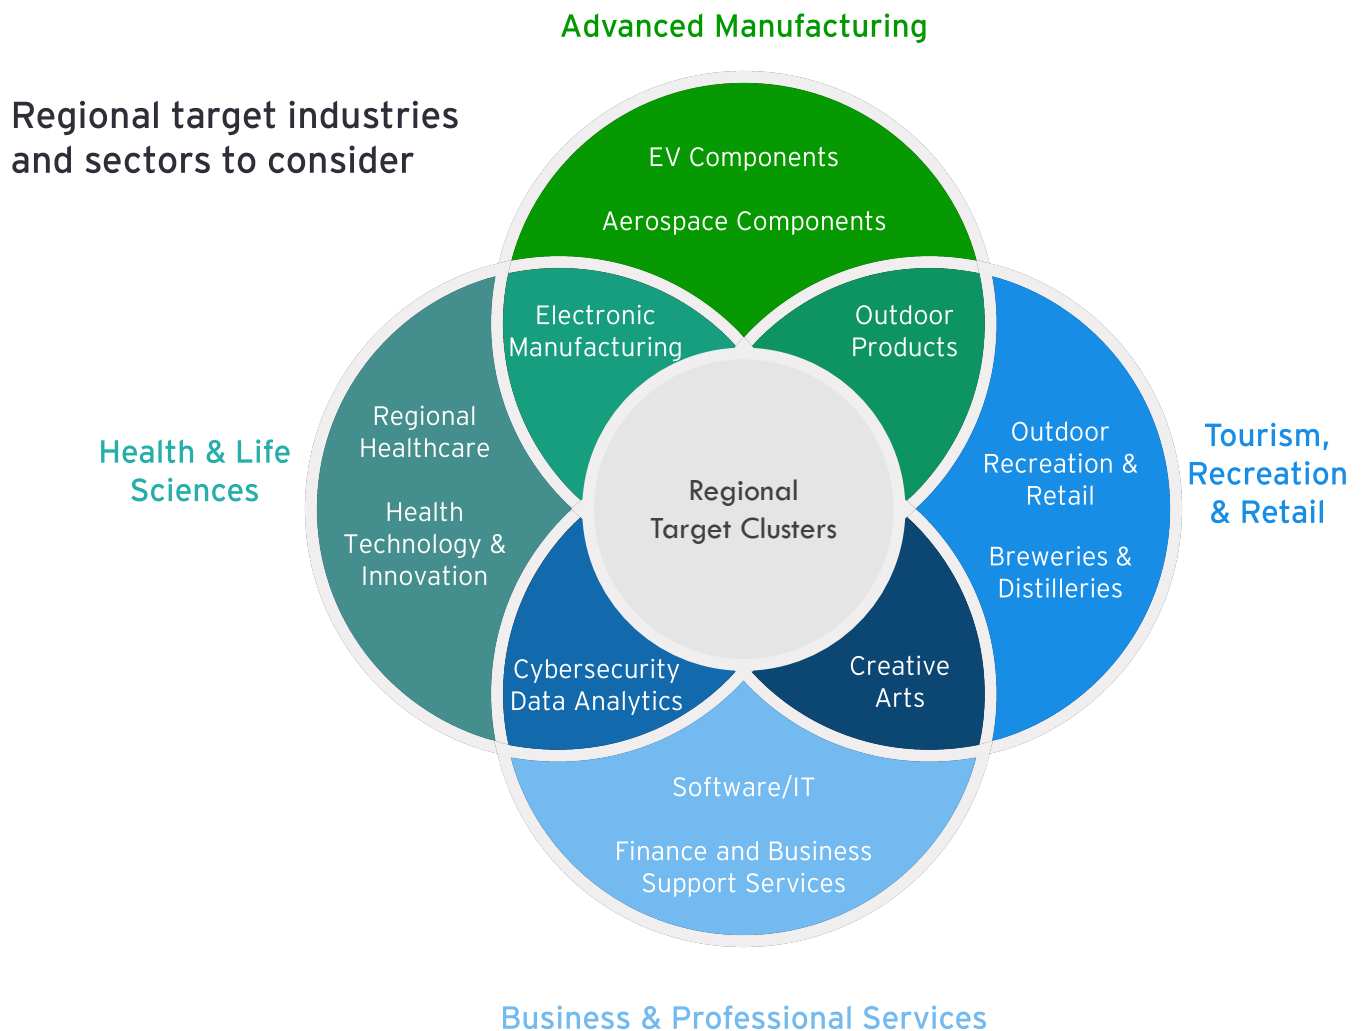 Advanced Manufacturing
Regional target industries
and sectors to consider
EV Components
Aerospace Components
Electronic
Manufacturing
Outdoor
Products
Regional
Healthcare
Health
Technology &
Innovation
Health & Life
Sciences
Regional
Target Clusters
Outdoor
Recreation &
Retail
Breweries &
Distilleries
Tourism,
Recreation
& Retail
Cybersecurity
Data Analytics
Creative
Arts
Software/IT
Finance and Business
Support Services
Business & Professional Services